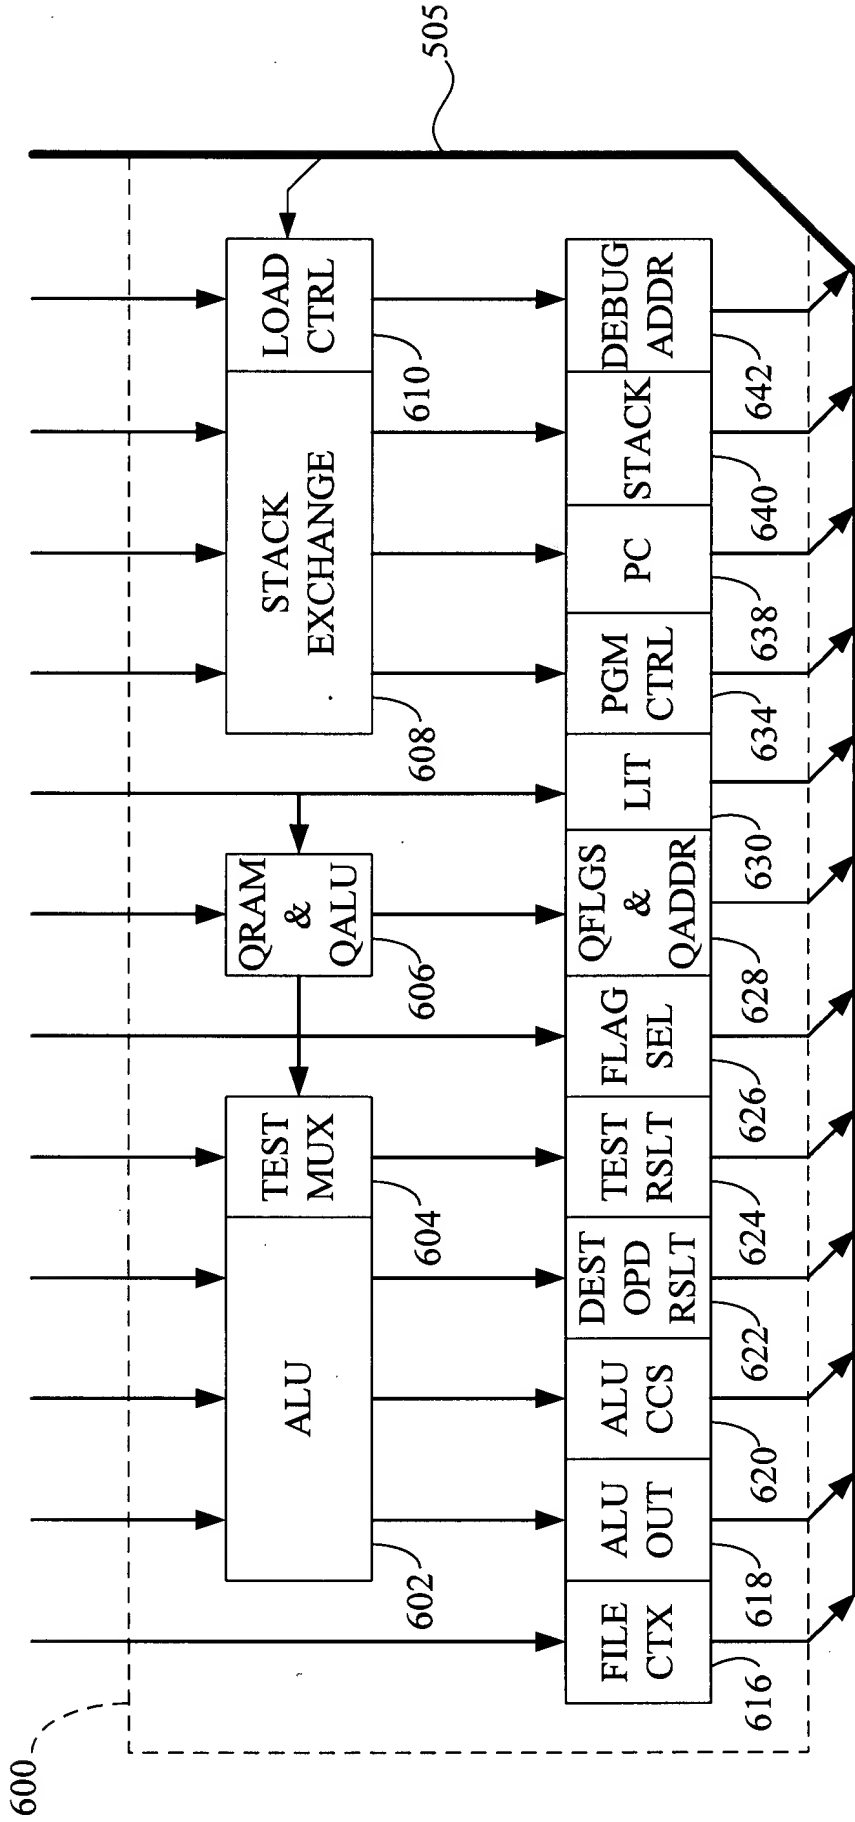 600
505
ALU
TEST
MUX
QRAM
&
QALU
STACK
EXCHANGE
LOAD
CTRL
602
604
606
608
610
FILE
CTX
ALU
OUT
ALU
CCS
DEST
OPD
RSLT
TEST
RSLT
FLAG
SEL
QFLGS
&
QADDR
LIT
PGM
CTRL
PC
STACK
DEBUG
ADDR
616
618
620
622
624
626
628
630
634
638
640
642